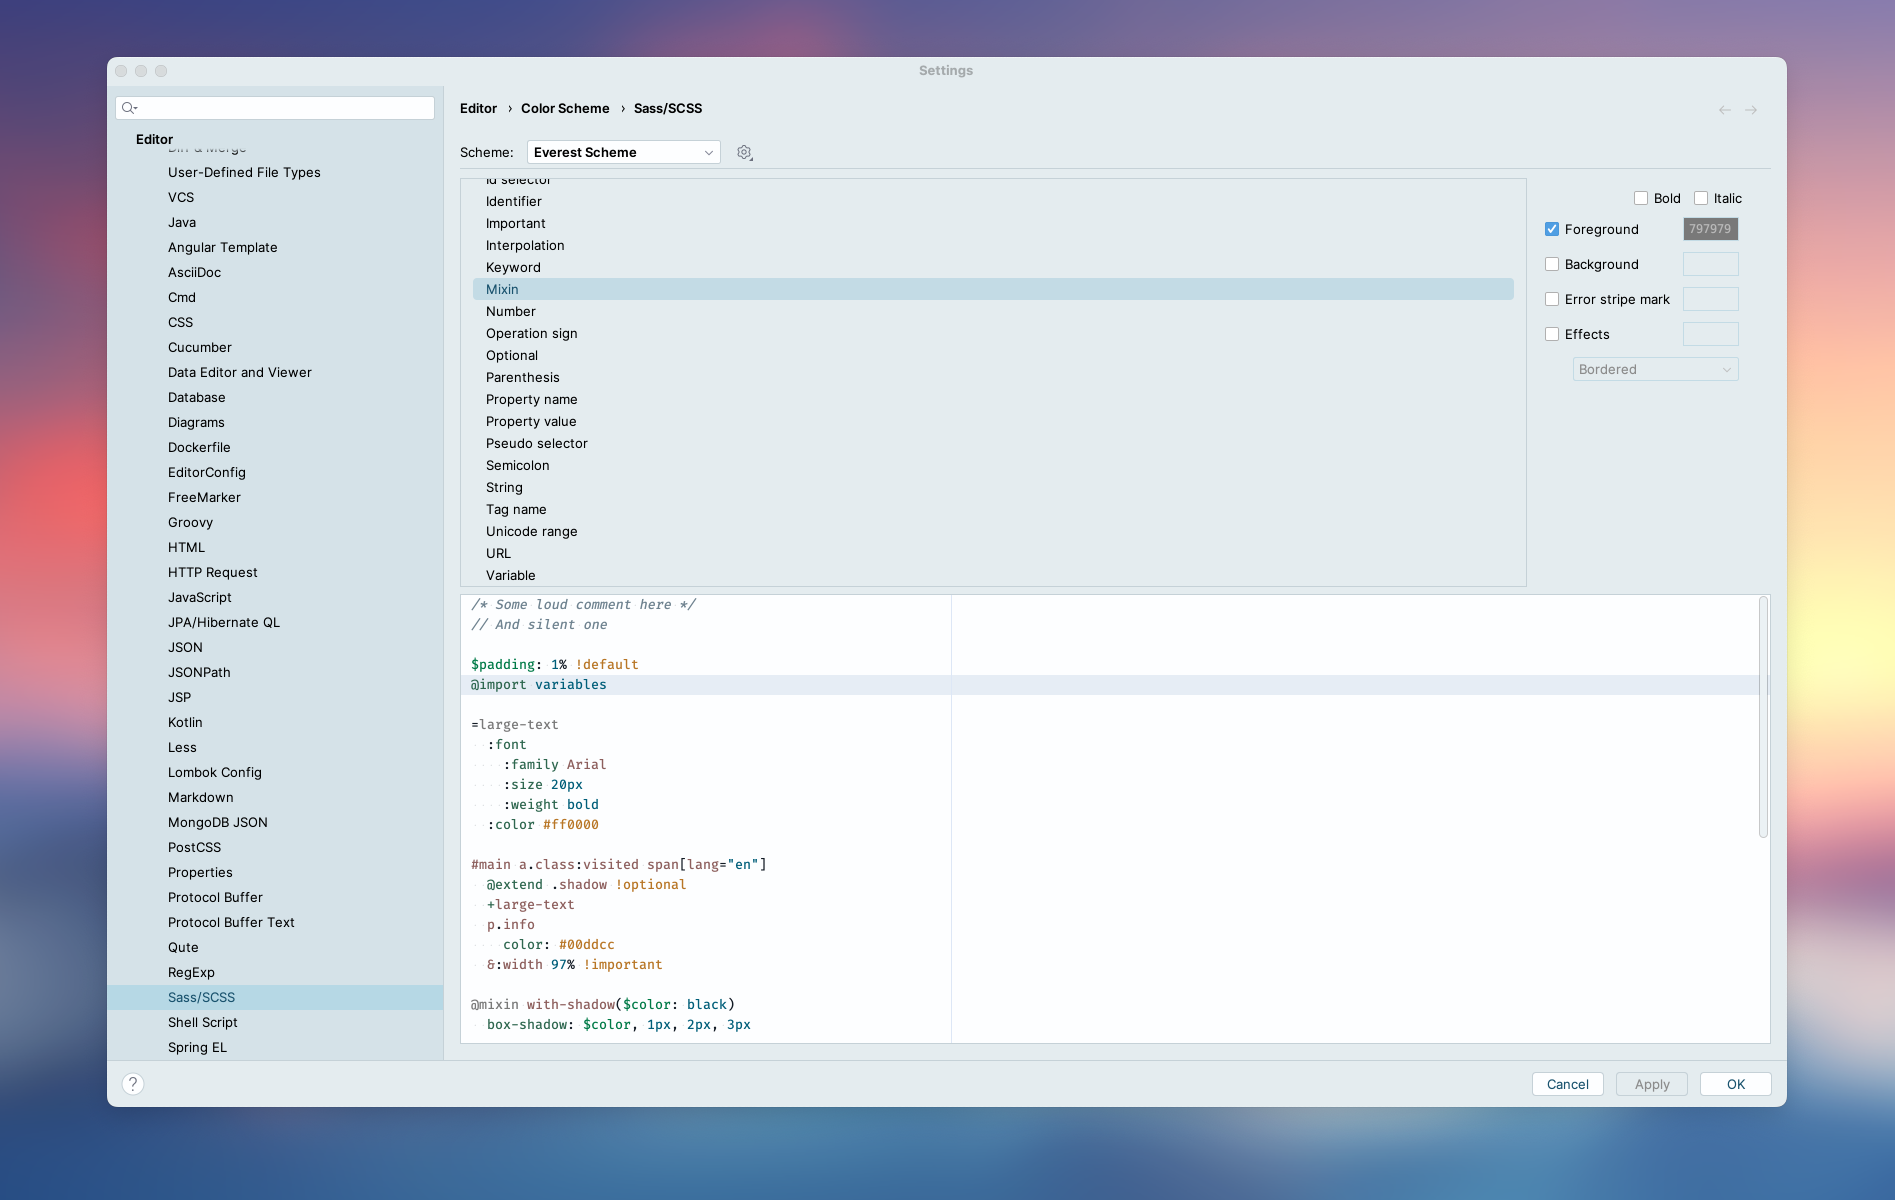 Settings
Editor
Diff & Merge
User-Defined File Types
VCS
Java
Angular Template
AsciiDoc
Cmd
CSS
Cucumber
Data Editor and Viewer
Database
Diagrams
Dockerfile
EditorConfig
FreeMarker
Groovy
HTML
HTTP Request
JavaScript
JPA/Hibernate QL
JSON
JSONPath
JSP
Kotlin
Less
Lombok Config
Markdown
MongoDB JSON
PostCSS
Properties
Protocol Buffer
Protocol Buffer Text
Qute
RegExp
Sass/SCSS
Shell Script
Spring EL
Editor › Color Scheme › Sass/SCSS
Scheme: Everest Scheme
Id selector
Identifier
Important
Interpolation
Keyword
Mixin
Number
Operation sign
Optional
Parenthesis
Property name
Property value
Pseudo selector
Semicolon
String
Tag name
Unicode range
URL
Variable
Bold Italic
Foreground 797979
Background
Error stripe mark
Effects
Bordered
/* Some loud comment here */
// And silent one
$padding: 1% !default
@import variables
=large-text
:font
:family Arial
:size 20px
:weight bold
:color #ff0000
#main a.class:visited span[lang="en"]
@extend .shadow !optional
+large-text
p.info
color: #00ddcc
&:width 97% !important
@mixin with-shadow($color: black)
box-shadow: $color, 1px, 2px, 3px
?
Cancel Apply OK